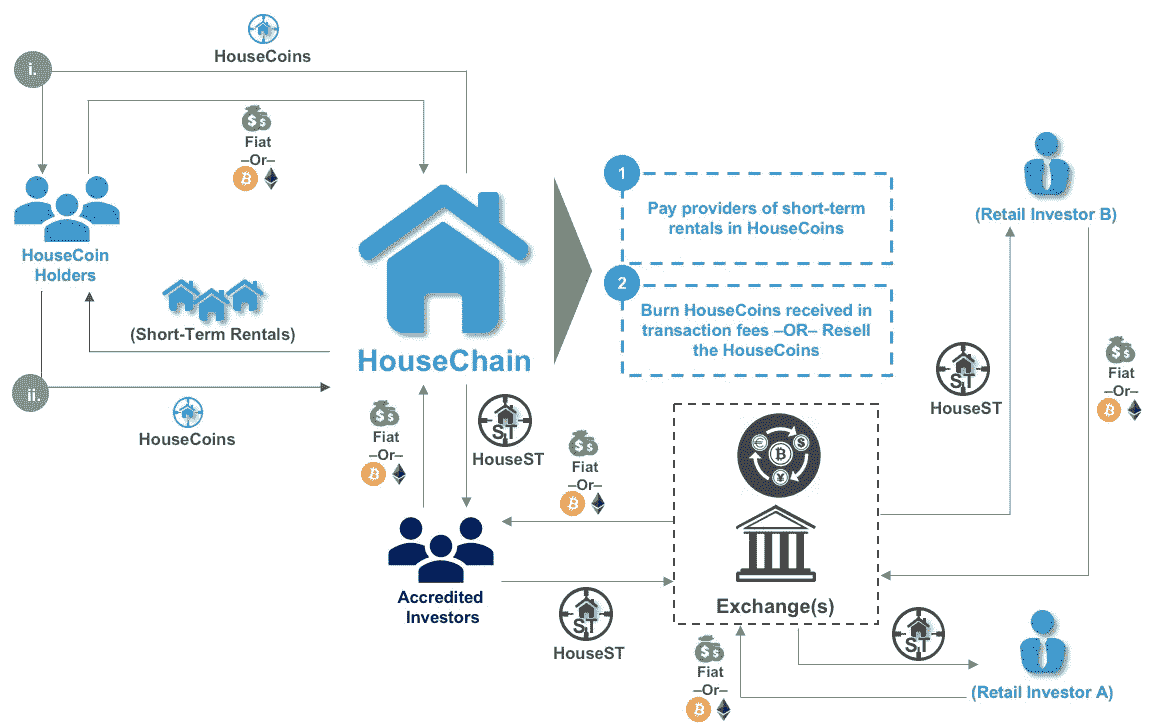 HouseCoins
i.
Fiat
–Or–
HouseCoin
Holders
(Short-Term Rentals)
ii.
HouseCoins
HouseChain
1
Pay providers of short-term
rentals in HouseCoins
2
Burn HouseCoins received in
transaction fees –OR– Resell
the HouseCoins
(Retail Investor B)
ST
HouseST
Fiat
–Or–
Fiat
–Or–
ST
HouseST
Fiat
–Or–
Accredited
Investors
ST
HouseST
Exchange(s)
Fiat
–Or–
ST
(Retail Investor A)